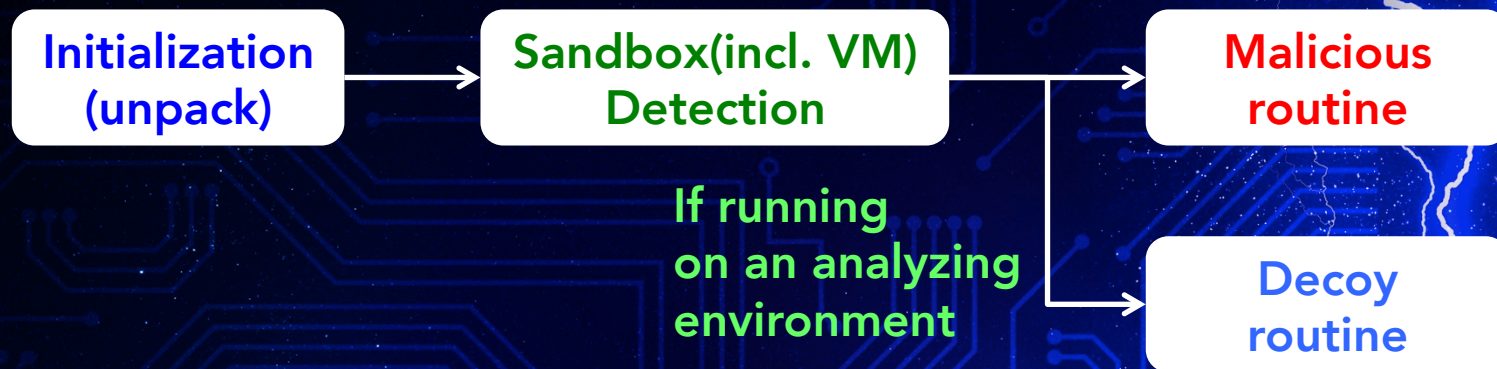 Initialization
(unpack)
Sandbox(incl. VM)
Detection
Malicious
routine
If running
on an analyzing
environment
Decoy
routine